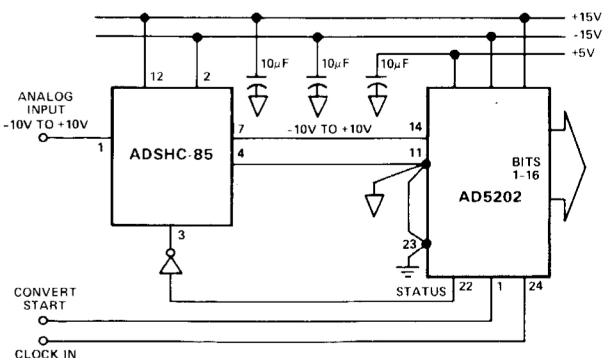 +15V
-15V
+5V
10μF
10μF
10μF
12
2
ANALOG
INPUT
-10V TO +10V
1
ADSHC-85
7
-10V TO +10V
14
4
11
BITS
1-16
AD5202
3
23
STATUS
22
1
24
CONVERT
START
CLOCK IN